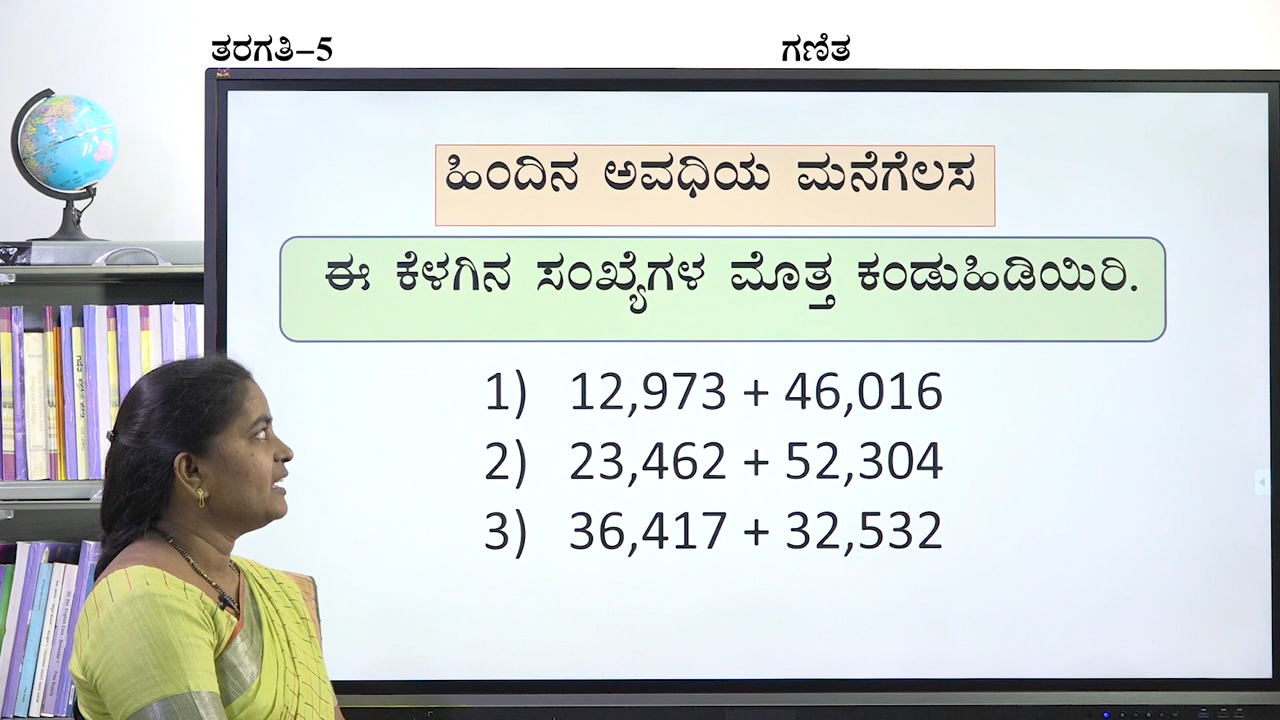 ತರಗತಿ–5
ಗಣಿತ
ಹಿಂದಿನ ಅವಧಿಯ ಮನೆಗೆಲಸ
ಈ ಕೆಳಗಿನ ಸಂಖ್ಯೆಗಳ ಮೊತ್ತ ಕಂಡುಹಿಡಿಯಿರಿ.
1) 12,973 + 46,016
2) 23,462 + 52,304
3) 36,417 + 32,532